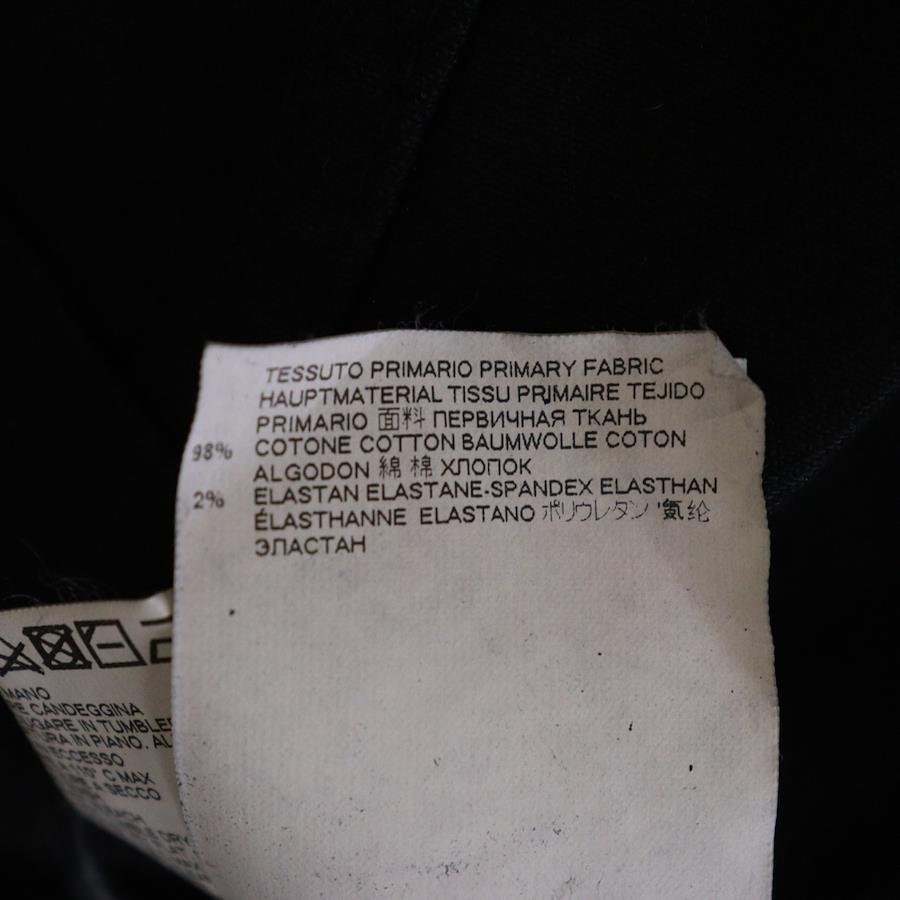 TESSUTO PRIMARIO PRIMARY FABRIC
HAUPTMATERIAL TISSU PRIMAIRE TEJIDO
PRIMARIO 面料 ПЕРВИЧНАЯ ТКАНЬ
98% COTONE COTTON BAUMWOLLE COTON
ALGODON 綿 棉 ХЛОПОК
2% ELASTAN ELASTANE-SPANDEX ELASTHAN
ÉLASTHANNE ELASTANO ポリウレタン 氨纶
ЭЛАСТАН
MANO
CANDEGGINA
IN TUMBLE
IN PIANO.
ECCESSO
C MAX
A SECCO
DRY